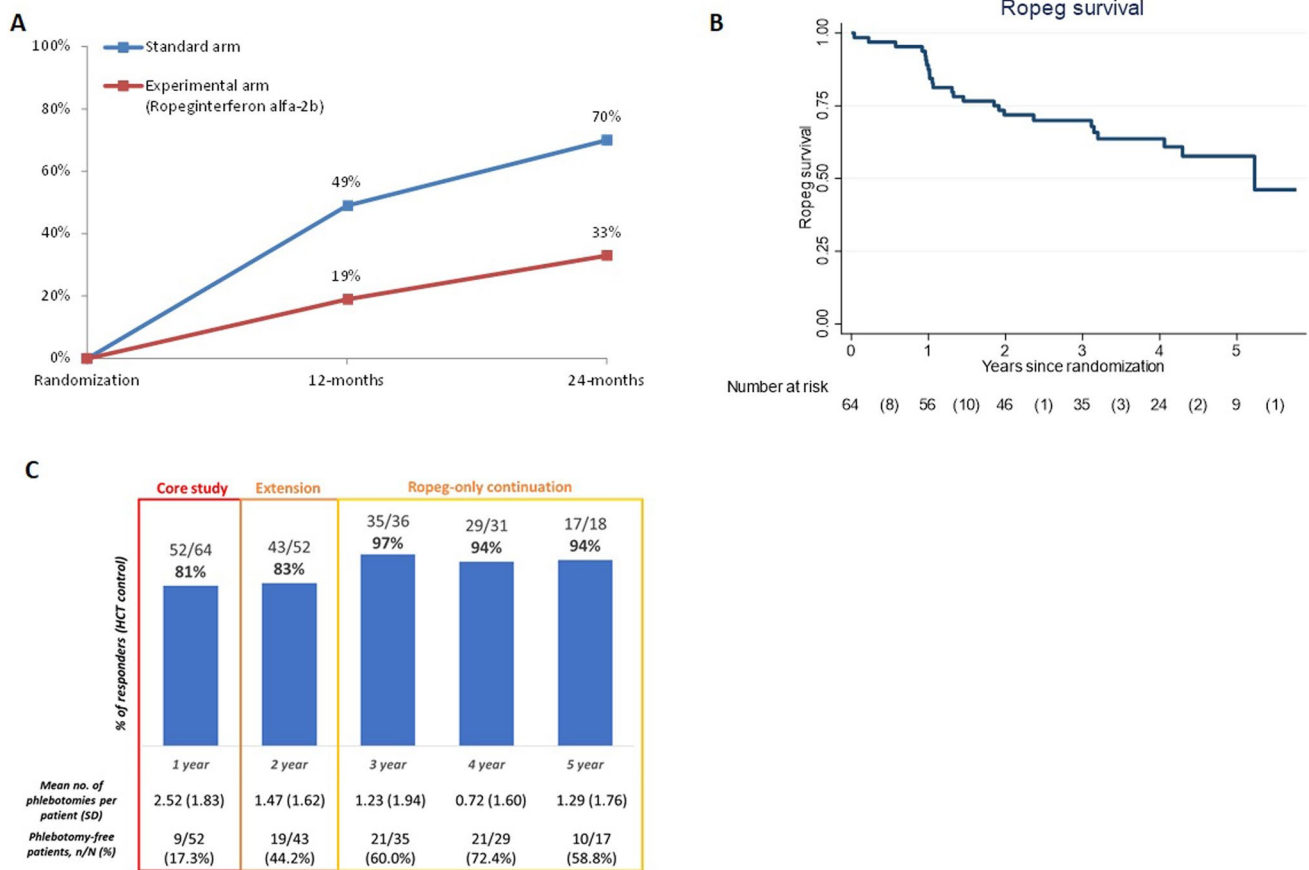 A
100%
80%
60%
40%
20%
0%
Standard arm
Experimental arm
(Ropeginterferon alfa-2b)
49%
70%
19%
33%
Randomization 12-months 24-months
B
Ropeg survival
Ropeg survival
1.00
0.75
0.50
0.25
0.00
0 1 2 3 4 5
Years since randomization
Number at risk
64 (8) 56 (10) 46 (1) 35 (3) 24 (2) 9 (1)
C
Core study Extension Ropeg-only continuation
% of responders (HCT control)
52/64 43/52 35/36 29/31 17/18
81% 83% 97% 94% 94%
1 year 2 year 3 year 4 year 5 year
Mean no. of
phlebotomies per
patient (SD)
2.52 (1.83) 1.47 (1.62) 1.23 (1.94) 0.72 (1.60) 1.29 (1.76)
Phlebotomy-free
patients, n/N (%)
9/52 19/43 21/35 21/29 10/17
(17.3%) (44.2%) (60.0%) (72.4%) (58.8%)